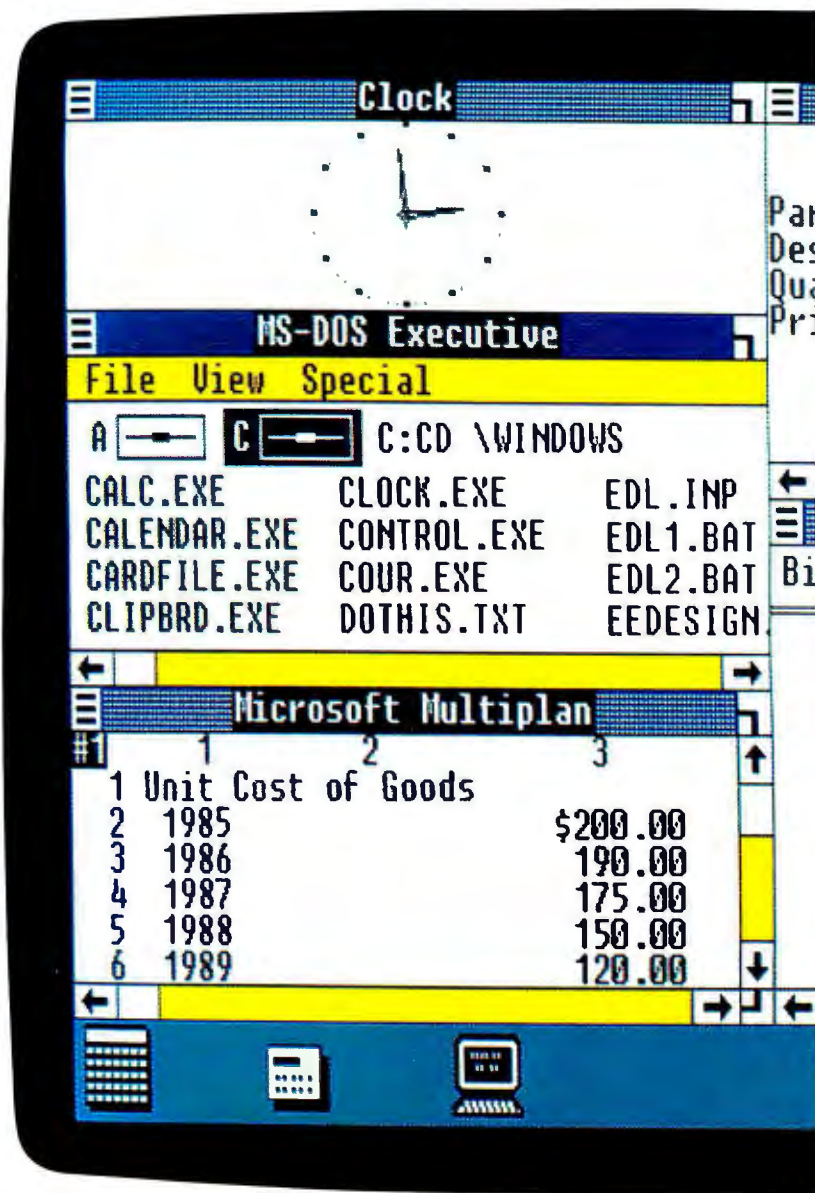 Clock
MS-DOS Executive
File View Special
A C C:CD \WINDOWS
CALC.EXE CLOCK.EXE EDL.INP
CALENDAR.EXE CONTROL.EXE EDL1.BAT
CARDFILE.EXE COUR.EXE EDL2.BAT
CLIPBRD.EXE DOTHIS.TXT EEDESIGN.
Microsoft Multiplan
#1 1 2 3
1 Unit Cost of Goods
2 1985 $200.00
3 1986 190.00
4 1987 175.00
5 1988 150.00
6 1989 120.00
Par
Des
Qua
Pri
Bi